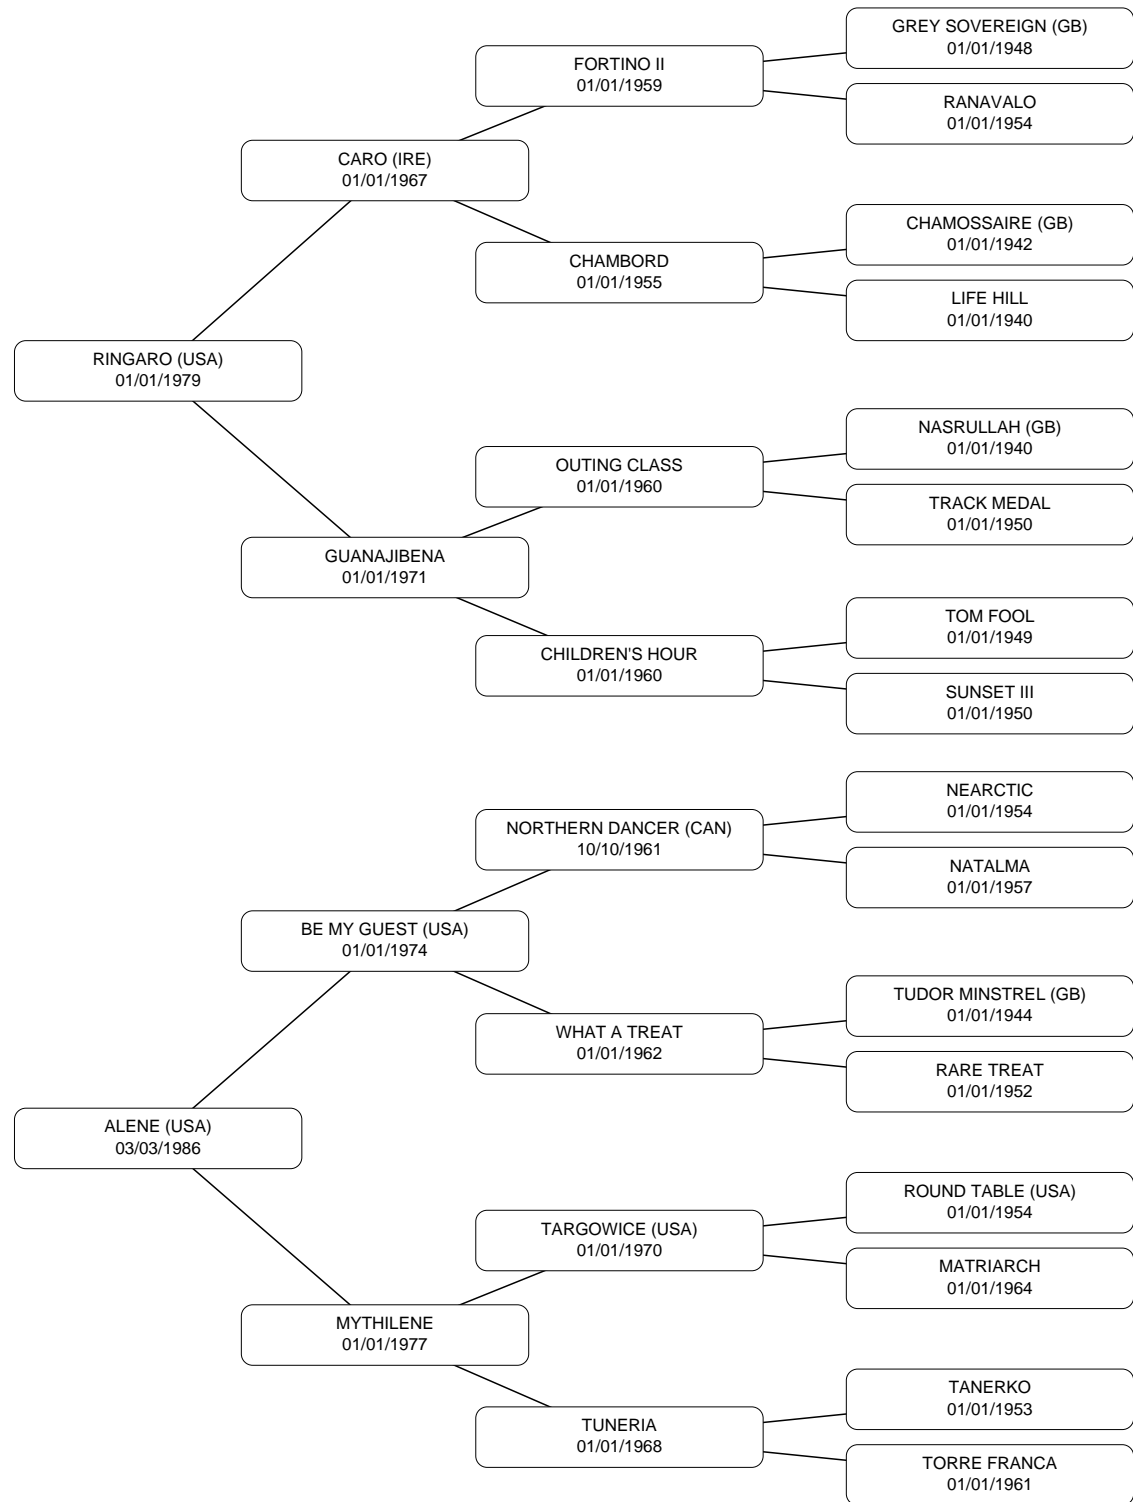 GREY SOVEREIGN (GB)
01/01/1948
FORTINO II
01/01/1959
RANAVALO
01/01/1954
CARO (IRE)
01/01/1967
CHAMOSSAIRE (GB)
01/01/1942
CHAMBORD
01/01/1955
LIFE HILL
01/01/1940
RINGARO (USA)
01/01/1979
NASRULLAH (GB)
01/01/1940
OUTING CLASS
01/01/1960
TRACK MEDAL
01/01/1950
GUANAJIBENA
01/01/1971
TOM FOOL
01/01/1949
CHILDREN'S HOUR
01/01/1960
SUNSET III
01/01/1950
NEARCTIC
01/01/1954
NORTHERN DANCER (CAN)
10/10/1961
NATALMA
01/01/1957
BE MY GUEST (USA)
01/01/1974
TUDOR MINSTREL (GB)
01/01/1944
WHAT A TREAT
01/01/1962
RARE TREAT
01/01/1952
ALENE (USA)
03/03/1986
ROUND TABLE (USA)
01/01/1954
TARGOWICE (USA)
01/01/1970
MATRIARCH
01/01/1964
MYTHILENE
01/01/1977
TANERKO
01/01/1953
TUNERIA
01/01/1968
TORRE FRANCA
01/01/1961